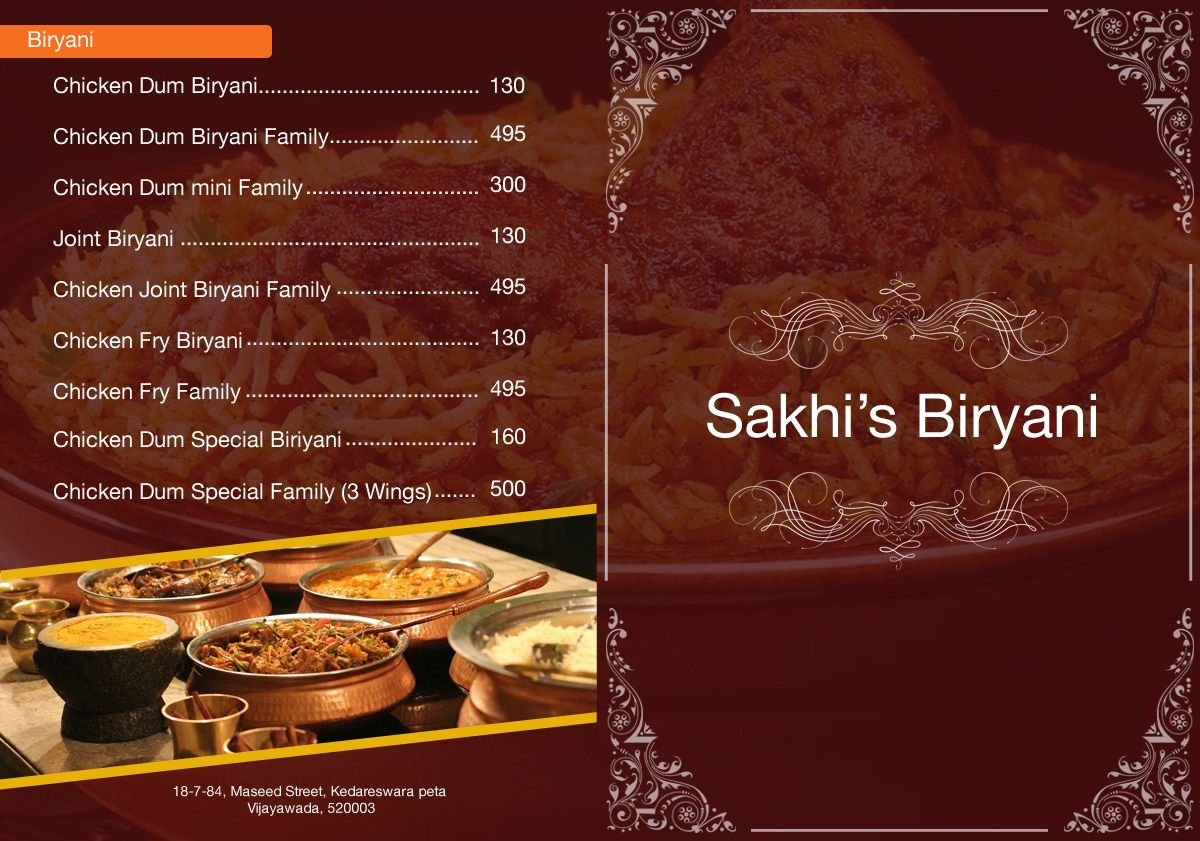 Biryani
Chicken Dum Biryani..................................... 130
Chicken Dum Biryani Family......................... 495
Chicken Dum mini Family............................. 300
Joint Biryani .................................................. 130
Chicken Joint Biryani Family ........................ 495
Chicken Fry Biryani....................................... 130
Chicken Fry Family ....................................... 495
Chicken Dum Special Biriyani...................... 160
Chicken Dum Special Family (3 Wings)....... 500
18-7-84, Maseed Street, Kedareswara peta
Vijayawada, 520003
Sakhi’s Biryani